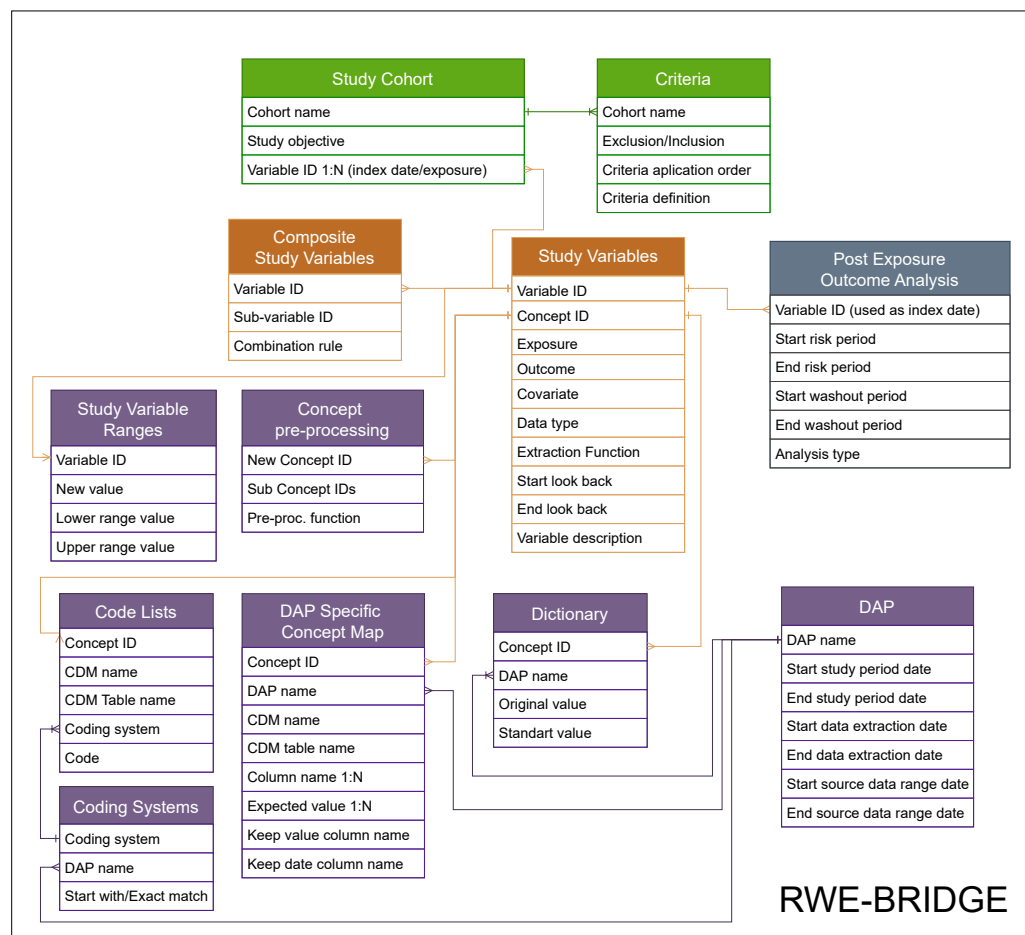 Study Cohort
Cohort name
Study objective
Variable ID 1:N (index date/exposure)
Criteria
Cohort name
Exclusion/Inclusion
Criteria aplication order
Criteria definition
Composite
Study Variables
Variable ID
Sub-variable ID
Combination rule
Study Variables
Variable ID
Concept ID
Exposure
Outcome
Covariate
Data type
Extraction Function
Start look back
End look back
Variable description
Post Exposure
Outcome Analysis
Variable ID (used as index date)
Start risk period
End risk period
Start washout period
End washout period
Analysis type
Study Variable
Ranges
Variable ID
New value
Lower range value
Upper range value
Concept
pre-processing
New Concept ID
Sub Concept IDs
Pre-proc. function
Code Lists
Concept ID
CDM name
CDM Table name
Coding system
Code
DAP Specific
Concept Map
Concept ID
DAP name
CDM name
CDM table name
Column name 1:N
Expected value 1:N
Keep value column name
Keep date column name
Dictionary
Concept ID
DAP name
Original value
Standart value
DAP
DAP name
Start study period date
End study period date
Start data extraction date
End data extraction date
Start source data range date
End source data range date
Coding Systems
Coding system
DAP name
Start with/Exact match
RWE-BRIDGE